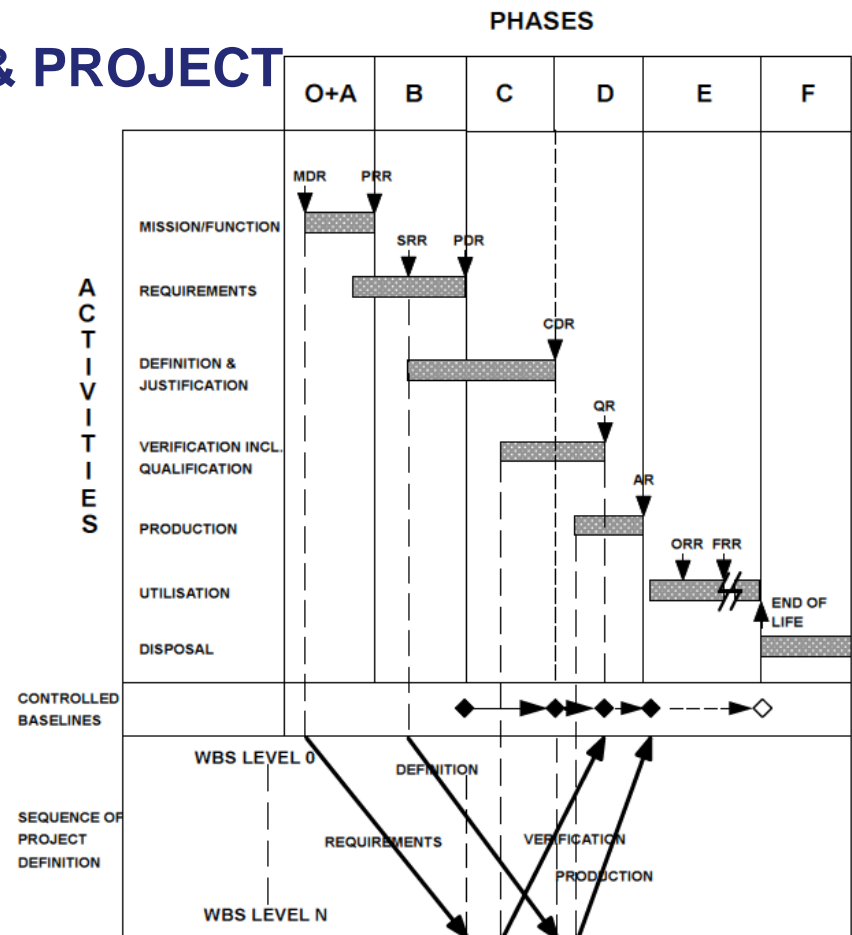 PHASES
& PROJECT
O+A B C D E F
MDR PRR
MISSION/FUNCTION
SRR PDR
REQUIREMENTS
CDR
DEFINITION &
JUSTIFICATION
QR
VERIFICATION INCL.
QUALIFICATION
AR
PRODUCTION
ORR FRR
UTILISATION
END OF
LIFE
DISPOSAL
ACTIVITIES
CONTROLLED
BASELINES
WBS LEVEL 0
DEFINITION
SEQUENCE OF
PROJECT
DEFINITION
REQUIREMENTS
VERIFICATION
PRODUCTION
WBS LEVEL N